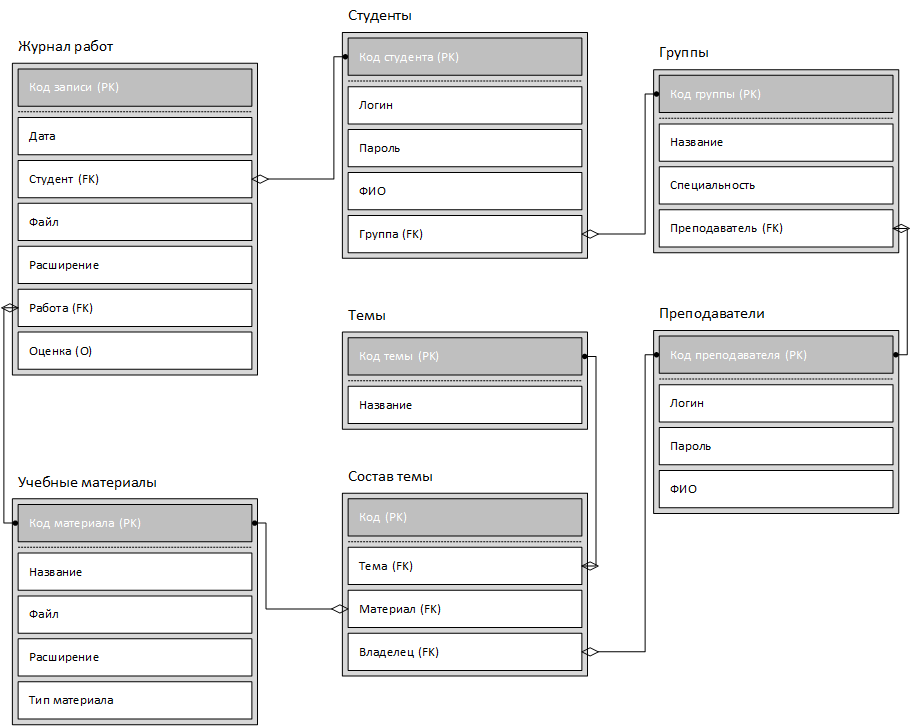 Журнал работ
Код записи (PK)
Дата
Студент (FK)
Файл
Расширение
Работа (FK)
Оценка (О)
Студенты
Код студента (PK)
Логин
Пароль
ФИО
Группа (FK)
Группы
Код группы (PK)
Название
Специальность
Преподаватель (FK)
Темы
Код темы (PK)
Название
Преподаватели
Код преподавателя (PK)
Логин
Пароль
ФИО
Учебные материалы
Код материала (PK)
Название
Файл
Расширение
Тип материала
Состав темы
Код (PK)
Тема (FK)
Материал (FK)
Владелец (FK)